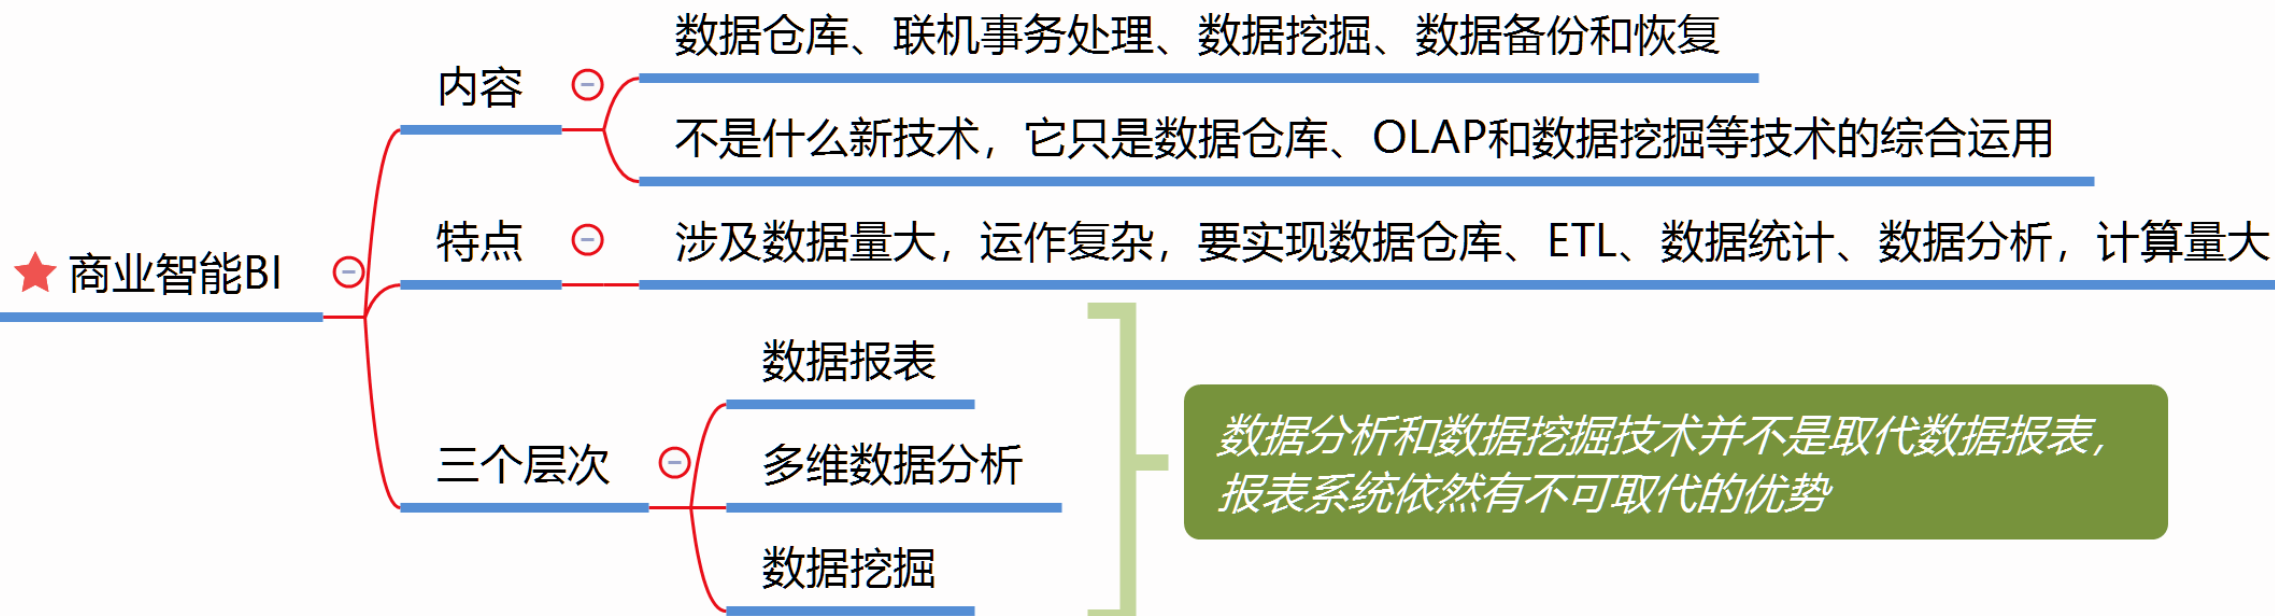 数据仓库、联机事务处理、数据挖掘、数据备份和恢复
内容
不是什么新技术，它只是数据仓库、OLAP和数据挖掘等技术的综合运用
特点
涉及数据量大，运作复杂，要实现数据仓库、ETL、数据统计、数据分析，计算量大
商业智能BI
数据报表
三个层次
多维数据分析
数据挖掘
数据分析和数据挖掘技术并不是取代数据报表，
报表系统依然有不可取代的优势